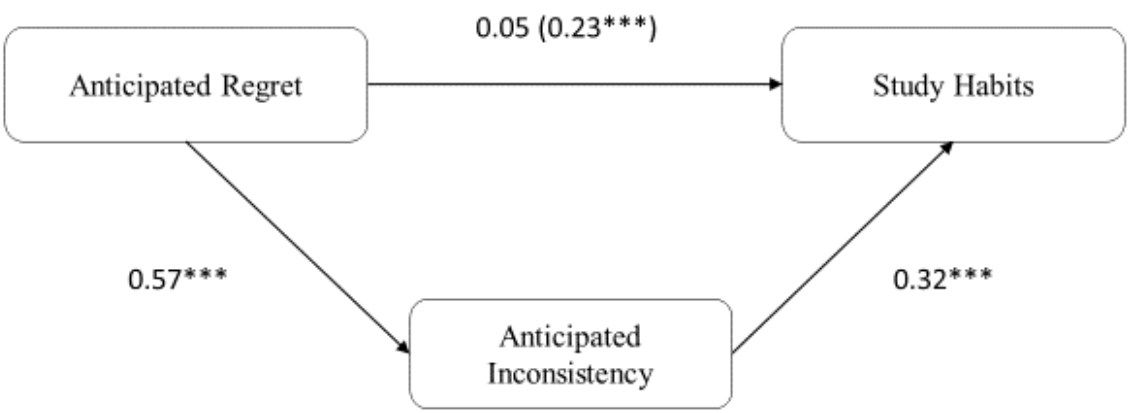 0.05 (0.23***)
Anticipated Regret
Study Habits
0.57***
0.32***
Anticipated
Inconsistency